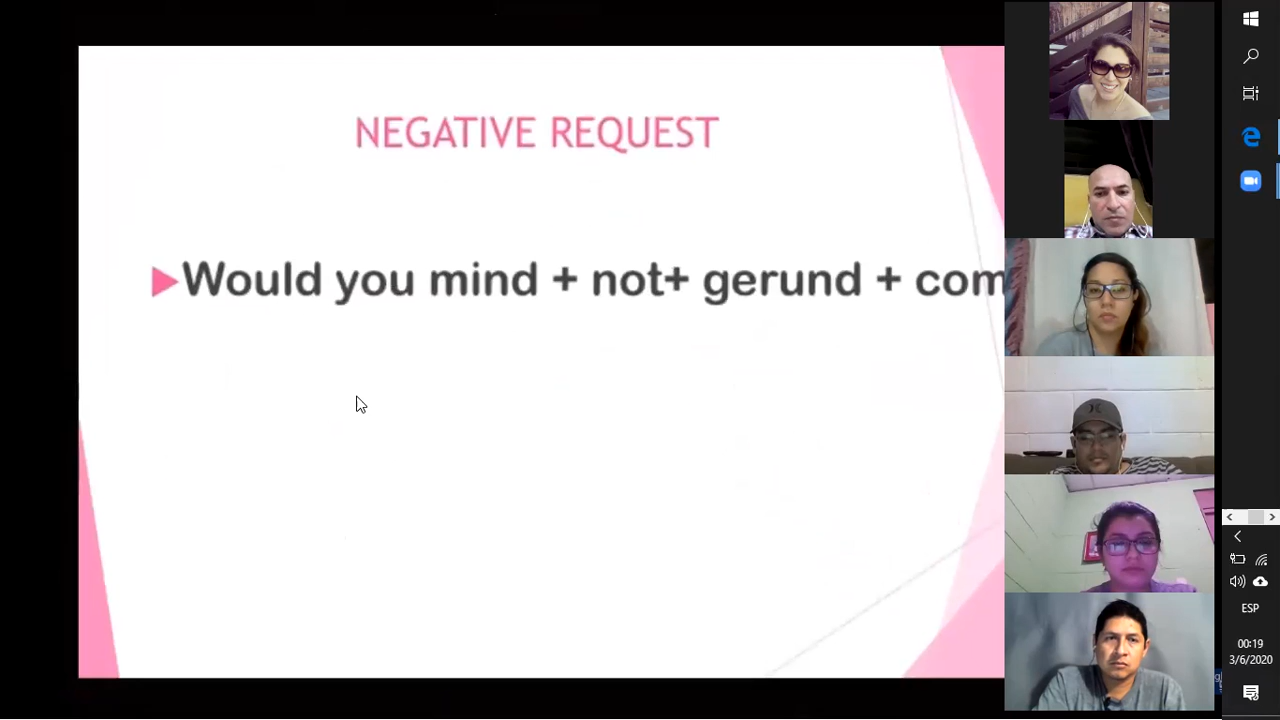 NEGATIVE REQUEST
Would you mind + not+ gerund + com
ESP
00:19
3/6/2020